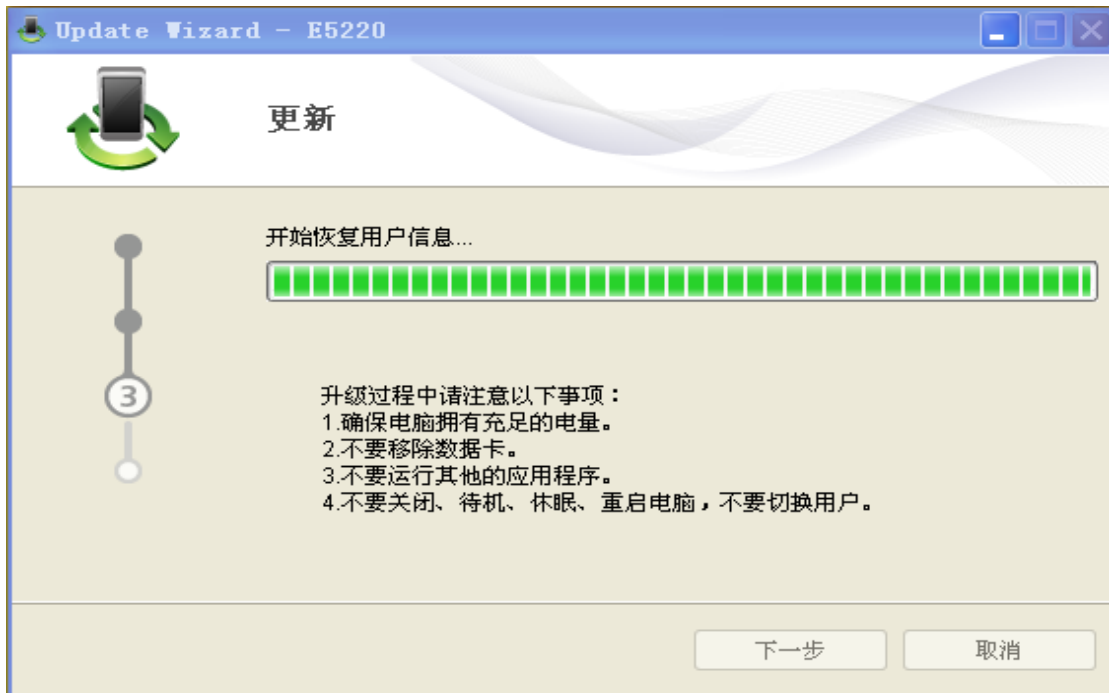 Update Wizard - E5220
更新
开始恢复用户信息...
3
升级过程中请注意以下事项：
1.确保电脑拥有充足的电量。
2.不要移除数据卡。
3.不要运行其他的应用程序。
4.不要关闭、待机、休眠、重启电脑，不要切换用户。
下一步
取消